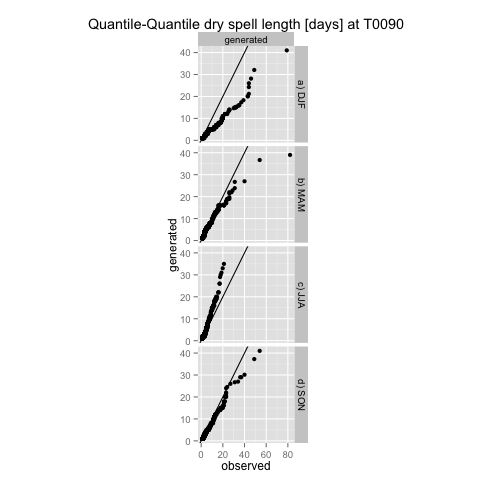 Quantile-Quantile dry spell length [days] at T0090
generated
40
30
20
10
0
a) DJF
40
30
20
10
0
b) MAM
generated
40
30
20
10
0
c) JJA
40
30
20
10
0
d) SON
0 20 40 60 80
observed